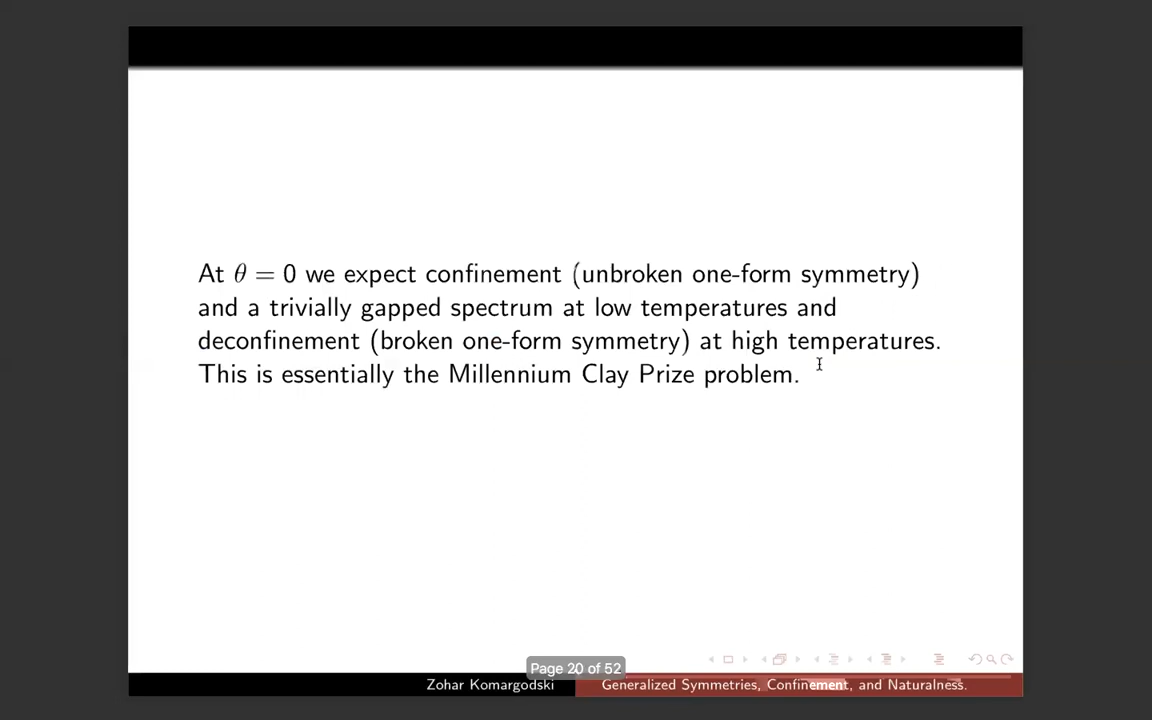 At θ = 0 we expect confinement (unbroken one-form symmetry)
and a trivially gapped spectrum at low temperatures and
deconfinement (broken one-form symmetry) at high temperatures.
This is essentially the Millennium Clay Prize problem.
Page 20 of 52
Zohar Komargodski
Generalized Symmetries, Confinement, and Naturalness.